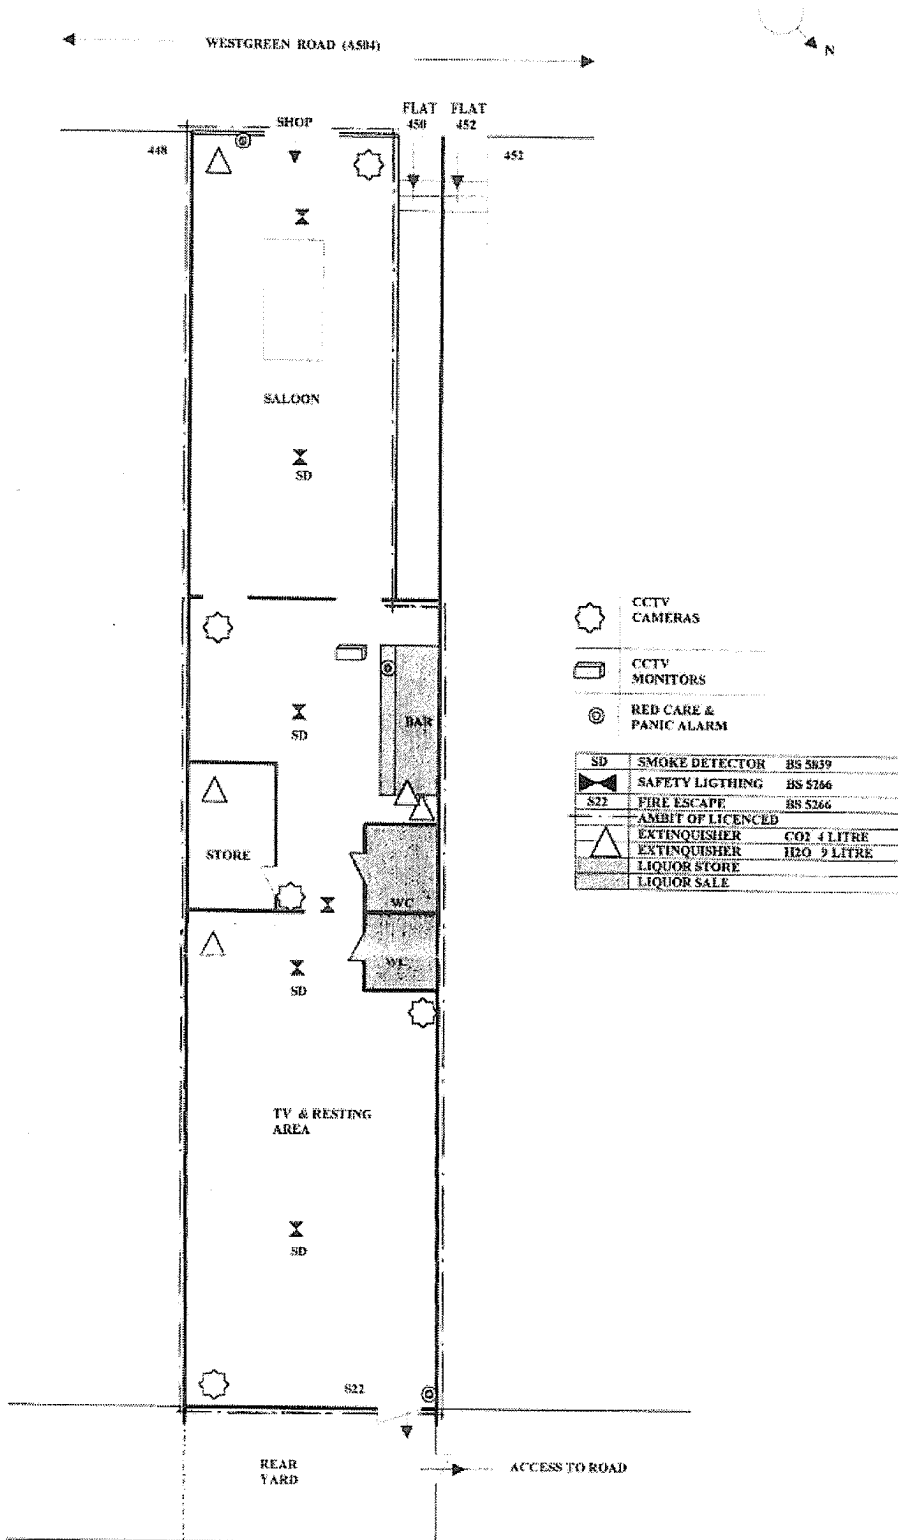 WESTGREEN ROAD (A504)
N
SHOP
FLAT
450
FLAT
452
448
452
SALOON
SD
CCTV
CAMERAS
CCTV
MONITORS
RED CARE &
PANIC ALARM
SD
BAR
SD SMOKE DETECTOR BS 5839
SAFETY LIGTHING BS 5266
S22 FIRE ESCAPE BS 5266
AMBIT OF LICENCED
EXTINQUISHER CO2 4 LITRE
EXTINQUISHER H2O 9 LITRE
LIQUOR STORE
LIQUOR SALE
STORE
WC
WC
SD
TV & RESTING
AREA
SD
S22
REAR
YARD
ACCESS TO ROAD